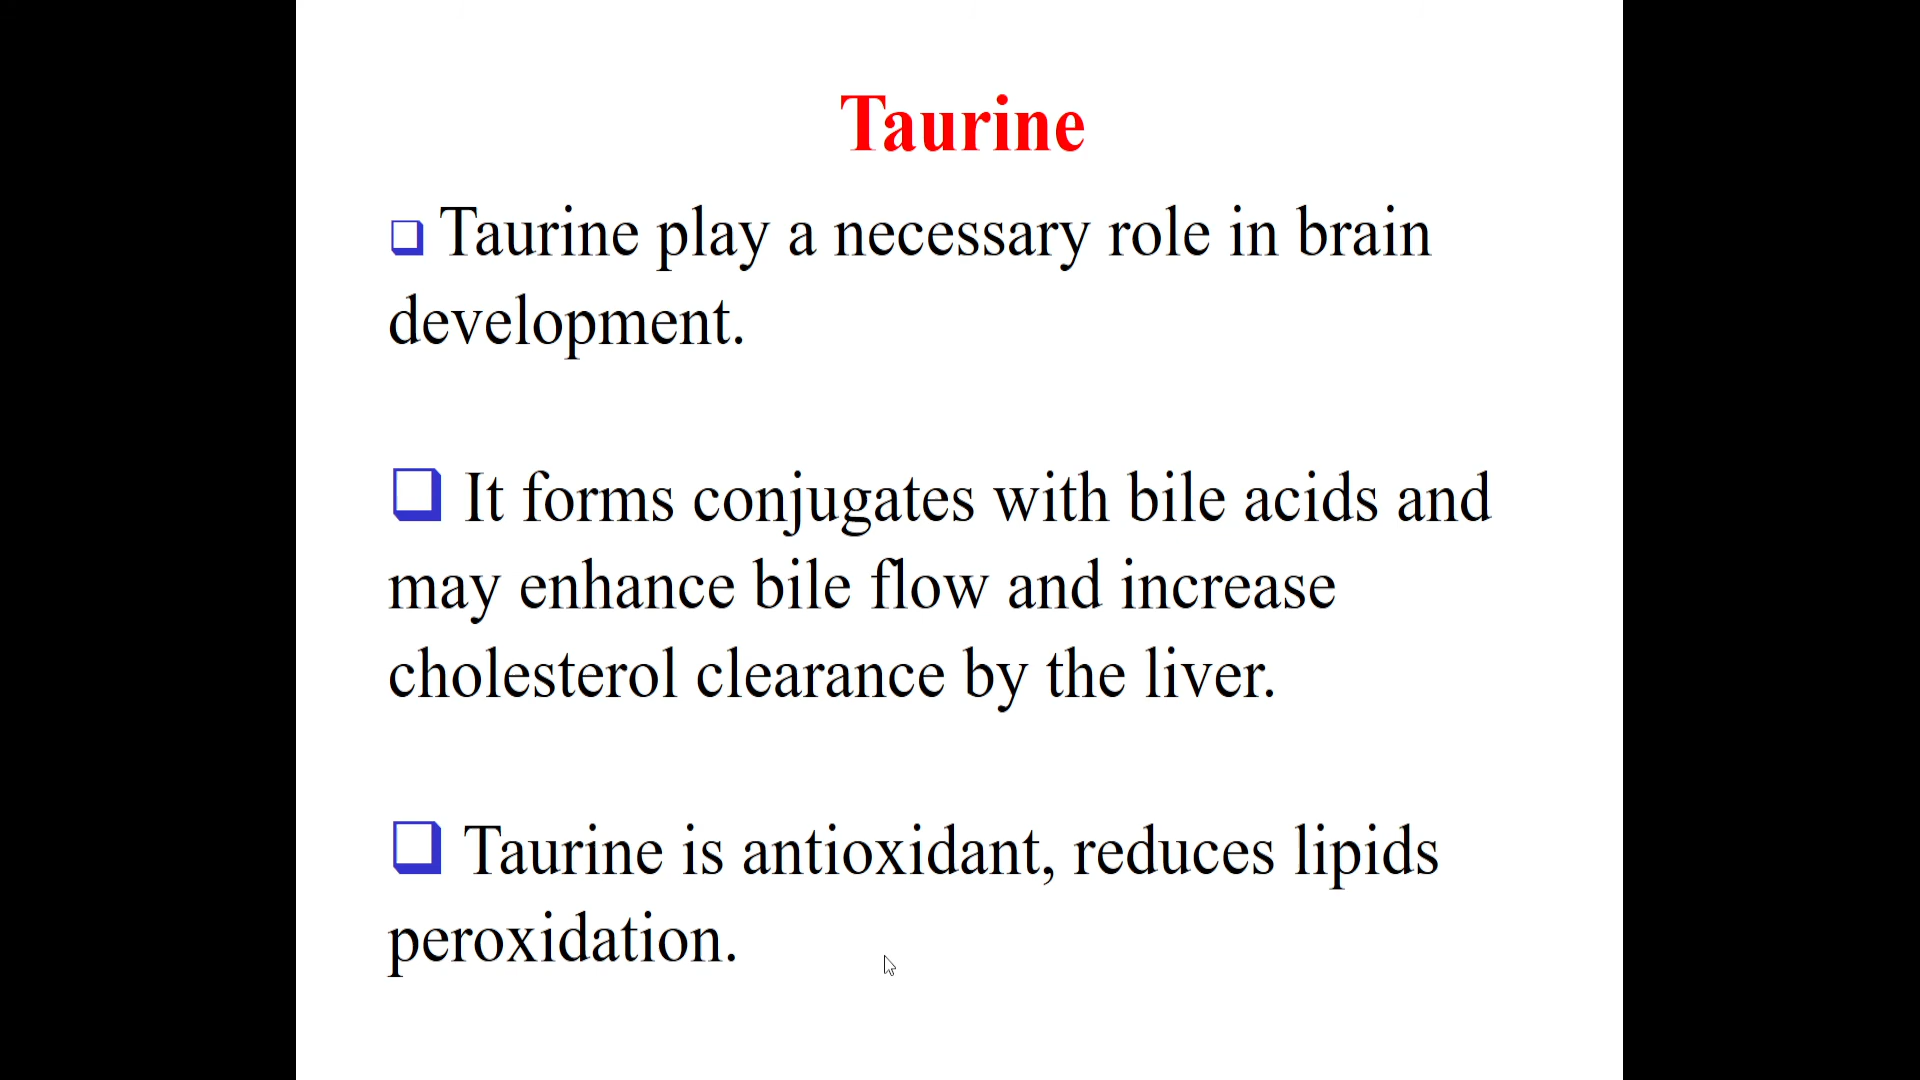 Taurine
❑ Taurine play a necessary role in brain
development.
❑ It forms conjugates with bile acids and
may enhance bile flow and increase
cholesterol clearance by the liver.
❑ Taurine is antioxidant, reduces lipids
peroxidation.